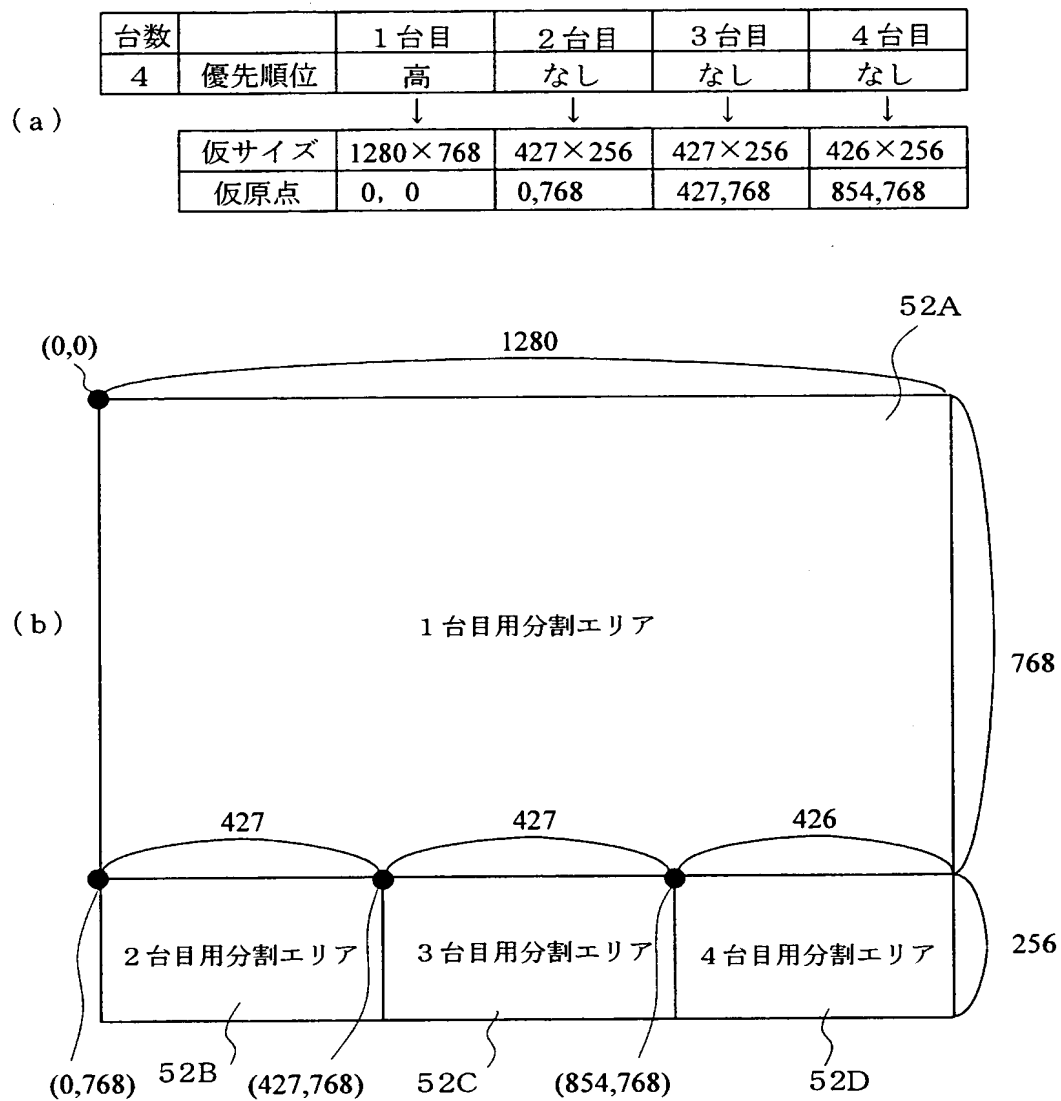 台数 1台目 2台目 3台目 4台目
4 優先順位 高 なし なし なし
(a) ↓ ↓ ↓ ↓
仮サイズ 1280×768 427×256 427×256 426×256
仮原点 0, 0 0,768 427,768 854,768
52A
(0,0) 1280
(b) 1台目用分割エリア
768
427 427 426
2台目用分割エリア 3台目用分割エリア 4台目用分割エリア 256
(0,768) 52B (427,768) 52C (854,768) 52D